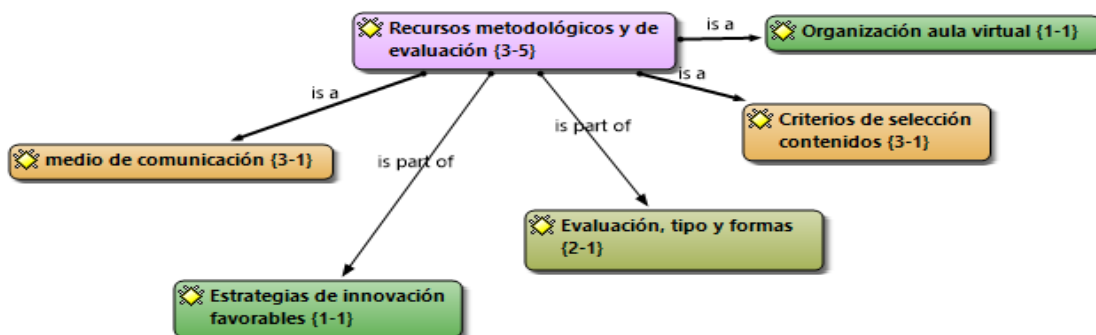 Recursos metodológicos y de
evaluación {3-5}
is a
Organización aula virtual {1-1}
is a
is a
Criterios de selección
contenidos {3-1}
is part of
medio de comunicación {3-1}
is part of
Evaluación, tipo y formas
{2-1}
Estrategias de innovación
favorables {1-1}